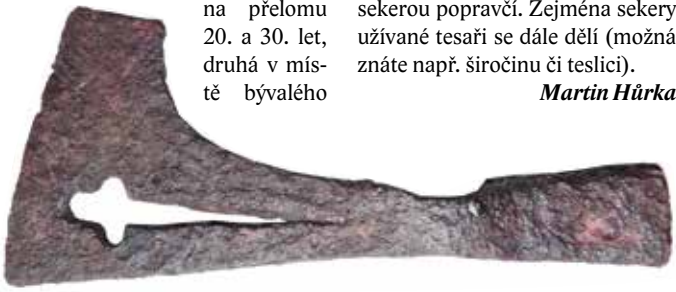 na přelomu
20. a 30. let,
druhá v mís-
tě bývalého
sekerou popravčí. Zejména sekery
užívané tesaři se dále dělí (možná
znáte např. širočinu či teslici).
Martin Hůrka